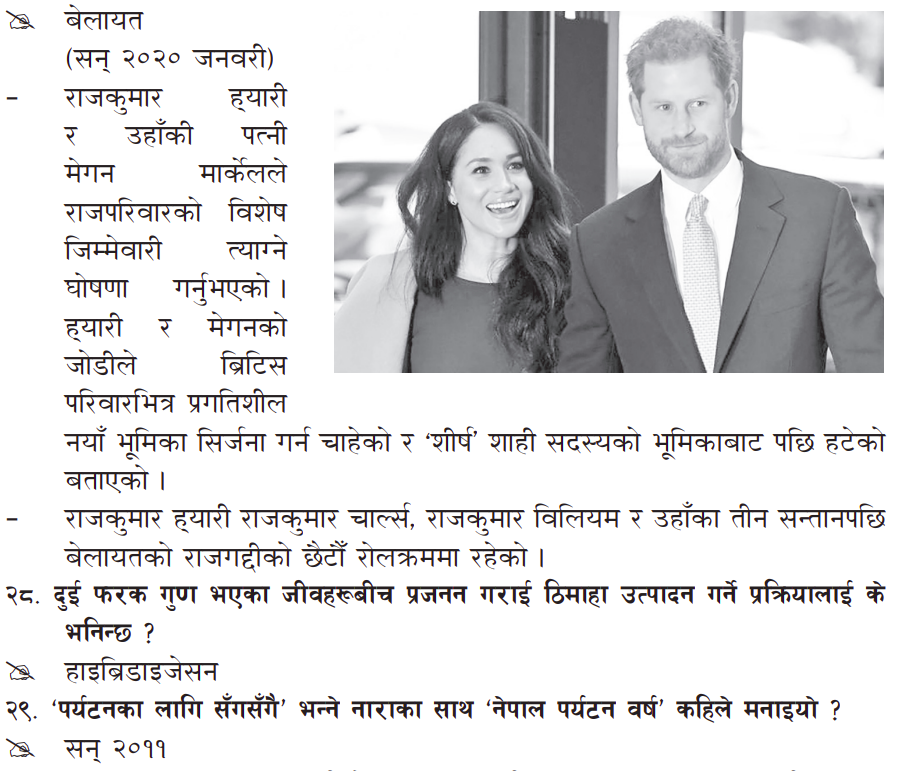 बेलायत
(सन् २०२० जनवरी)
– राजकुमार ह्यारी
र उहाँकी पत्नी
मेगन मार्केलले
राजपरिवारको विशेष
जिम्मेवारी त्याग्ने
घोषणा गर्नुभएको ।
ह्यारी र मेगनको
जोडीले ब्रिटिस
परिवारभित्र प्रगतिशील
नयाँ भूमिका सिर्जना गर्न चाहेको र ‘शीर्ष’ शाही सदस्यको भूमिकाबाट पछि हटेको
बताएको ।
– राजकुमार ह्यारी राजकुमार चार्ल्स, राजकुमार विलियम र उहाँका तीन सन्तानपछि
बेलायतको राजगद्दीको छैटौँ रोलक्रममा रहेको ।
२८. दुई फरक गुण भएका जीवहरूबीच प्रजनन गराई ठिमाहा उत्पादन गर्ने प्रक्रियालाई के
भनिन्छ ?
हाइब्रिडाइजेसन
२९. ‘पर्यटनका लागि सँगसँगै’ भन्ने नाराका साथ ‘नेपाल पर्यटन वर्ष’ कहिले मनाइयो ?
सन् २०११